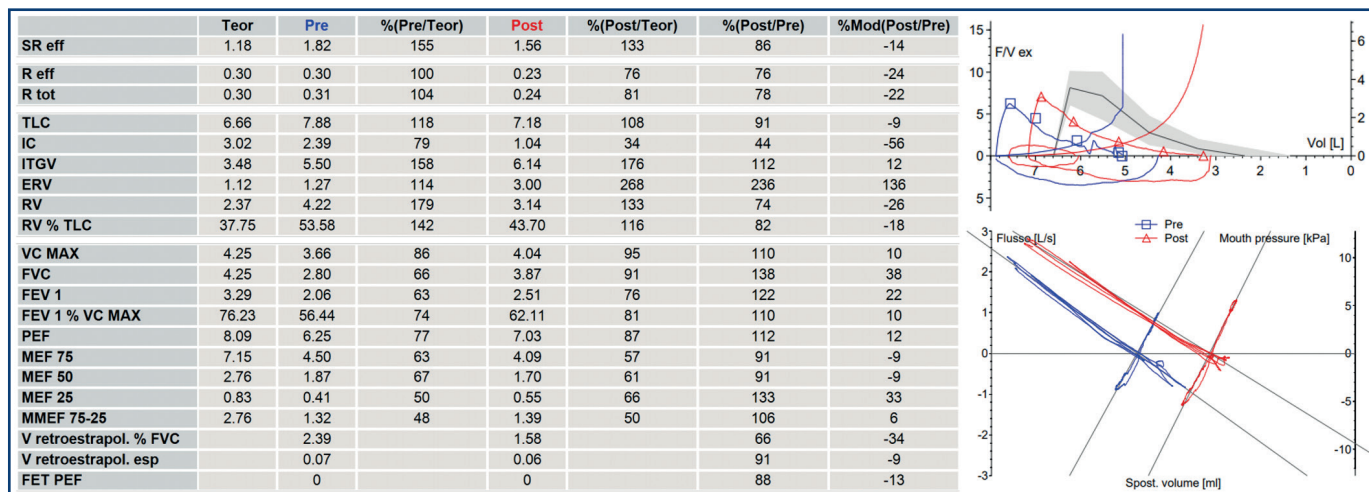 Teor Pre %(Pre/Teor) Post %(Post/Teor) %(Post/Pre) %Mod(Post/Pre)
SR eff 1.18 1.82 155 1.56 133 86 -14
R eff 0.30 0.30 100 0.23 76 76 -24
R tot 0.30 0.31 104 0.24 81 78 -22
TLC 6.66 7.88 118 7.18 108 91 -9
IC 3.02 2.39 79 1.04 34 44 -56
ITGV 3.48 5.50 158 6.14 176 112 12
ERV 1.12 1.27 114 3.00 268 236 136
RV 2.37 4.22 179 3.14 133 74 -26
RV % TLC 37.75 53.58 142 43.70 116 82 -18
VC MAX 4.25 3.66 86 4.04 95 110 10
FVC 4.25 2.80 66 3.87 91 138 38
FEV 1 3.29 2.06 63 2.51 76 122 22
FEV 1 % VC MAX 76.23 56.44 74 62.11 81 110 10
PEF 8.09 6.25 77 7.03 87 112 12
MEF 75 7.15 4.50 63 4.09 57 91 -9
MEF 50 2.76 1.87 67 1.70 61 91 -9
MEF 25 0.83 0.41 50 0.55 66 133 33
MMEF 75-25 2.76 1.32 48 1.39 50 106 6
V retroestrapol. % FVC 2.39 1.58 66 -34
V retroestrapol. esp 0.07 0.06 91 -9
FET PEF 0 0 88 -13
15 6
F/V ex
10 4
5 2
Vol [L]
0 0
7 6 5 4 3 2 1 0
5
Pre
Post
3 Flusso [L/s] Mouth pressure [kPa]
10
2
5
1
0 0
-1
-5
-2
-10
-3
Spost. volume [ml]